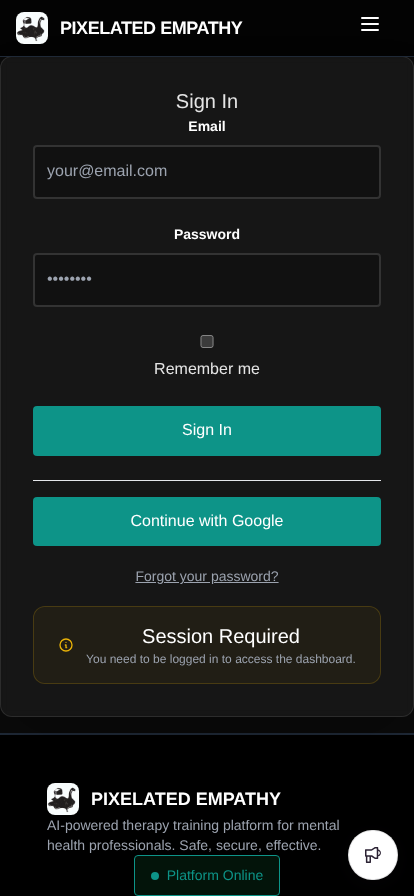 PIXELATED EMPATHY
Sign In
Email
your@email.com
Password
••••••••
Remember me
Sign In
Continue with Google
Forgot your password?
Session Required
You need to be logged in to access the dashboard.
PIXELATED EMPATHY
AI-powered therapy training platform for mental
health professionals. Safe, secure, effective.
Platform Online